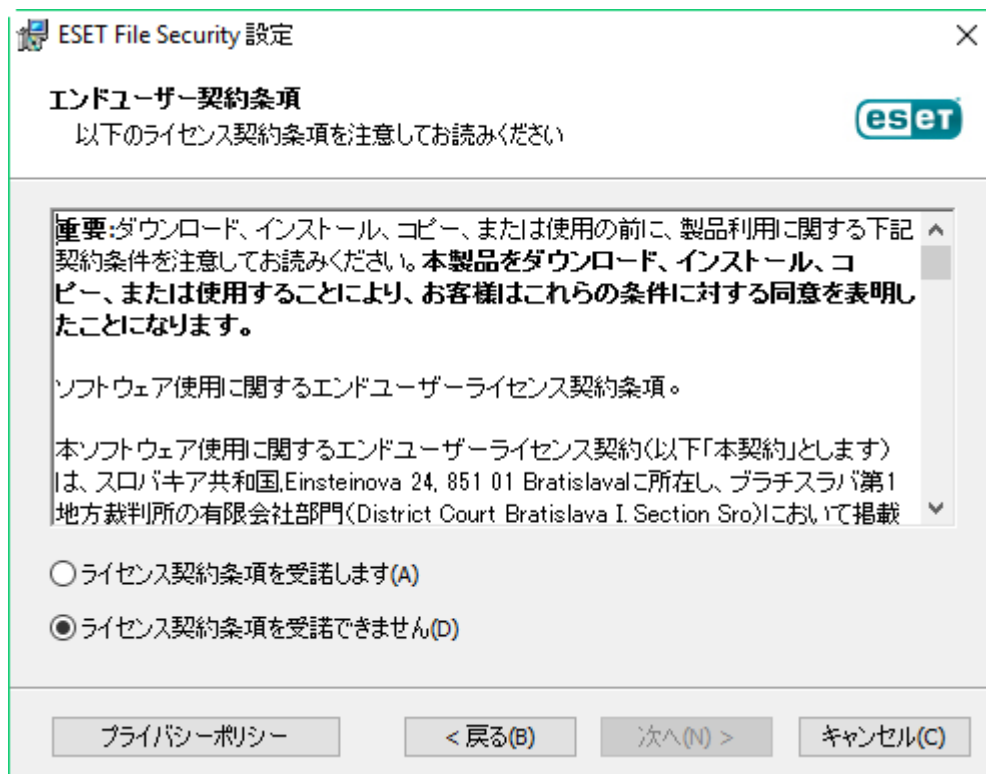 ESET File Security 設定
エンドユーザー契約条項
以下のライセンス契約条項を注意してお読みください
eset
重要:ダウンロード、インストール、コピー、または使用の前に、製品利用に関する下記
契約条件を注意してお読みください。本製品をダウンロード、インストール、コ
ピー、または使用することにより、お客様はこれらの条件に対する同意を表明し
たことになります。
ソフトウェア使用に関するエンドユーザーライセンス契約条項。
本ソフトウェア使用に関するエンドユーザーライセンス契約(以下「本契約」とします)
は、スロバキア共和国,Einsteinova 24, 851 01 Bratislavaに所在し、ブラチスラバ第1
地方裁判所の有限会社部門(District Court Bratislava I. Section Sro)において掲載
ライセンス契約条項を受諾します(A)
ライセンス契約条項を受諾できません(D)
プライバシーポリシー
< 戻る(B)
次へ(N) >
キャンセル(C)